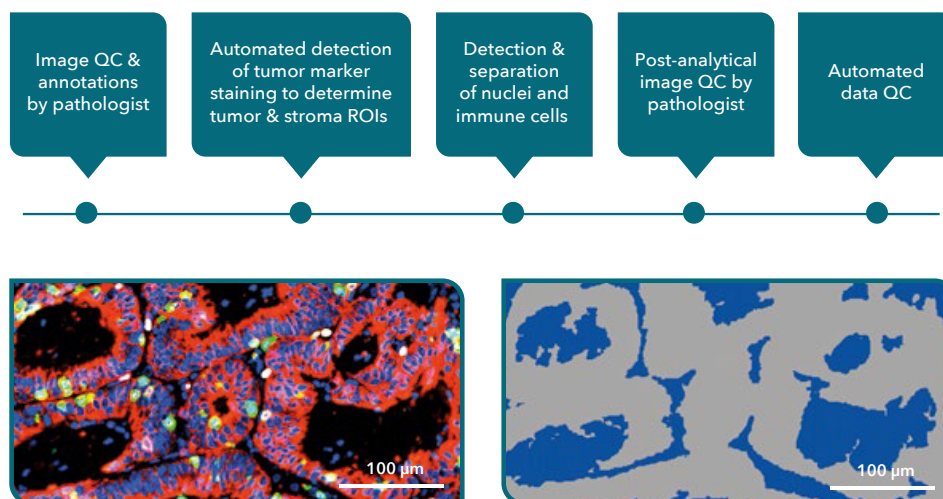 Image QC &
annotations
by pathologist
Automated detection
of tumor marker
staining to determine
tumor & stroma ROIs
Detection &
separation
of nuclei and
immune cells
Post-analytical
image QC by
pathologist
Automated
data QC
100 μm
100 μm